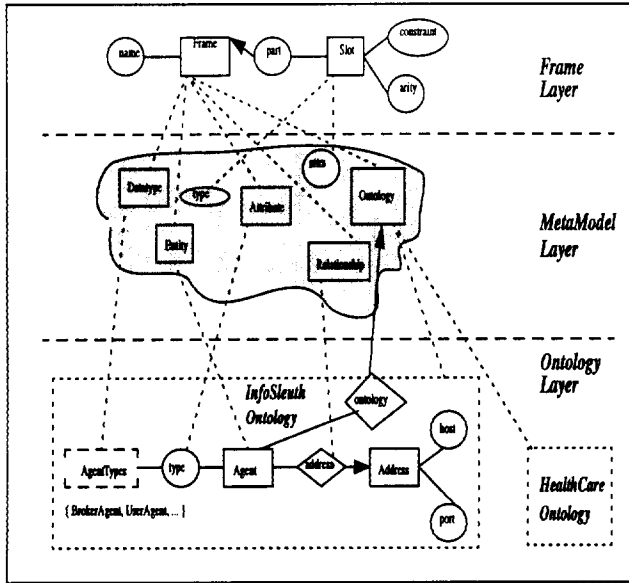 name
Frame
part
Slot
constraint
arity
Frame
Layer
Datatype
type
Attribute
Ontology
Entity
Relationship
MetaModel
Layer
Ontology
Layer
InfoSleuth
Ontology
ontology
host
AgentTypes
type
Agent
address
Address
port
{ BrokerAgent, UserAgent, ... }
HealthCare
Ontology